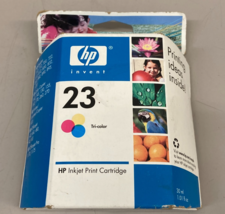 hp
invent
Printing
ideas
inside!
23
Tri-color
HP Inkjet Print Cartridge